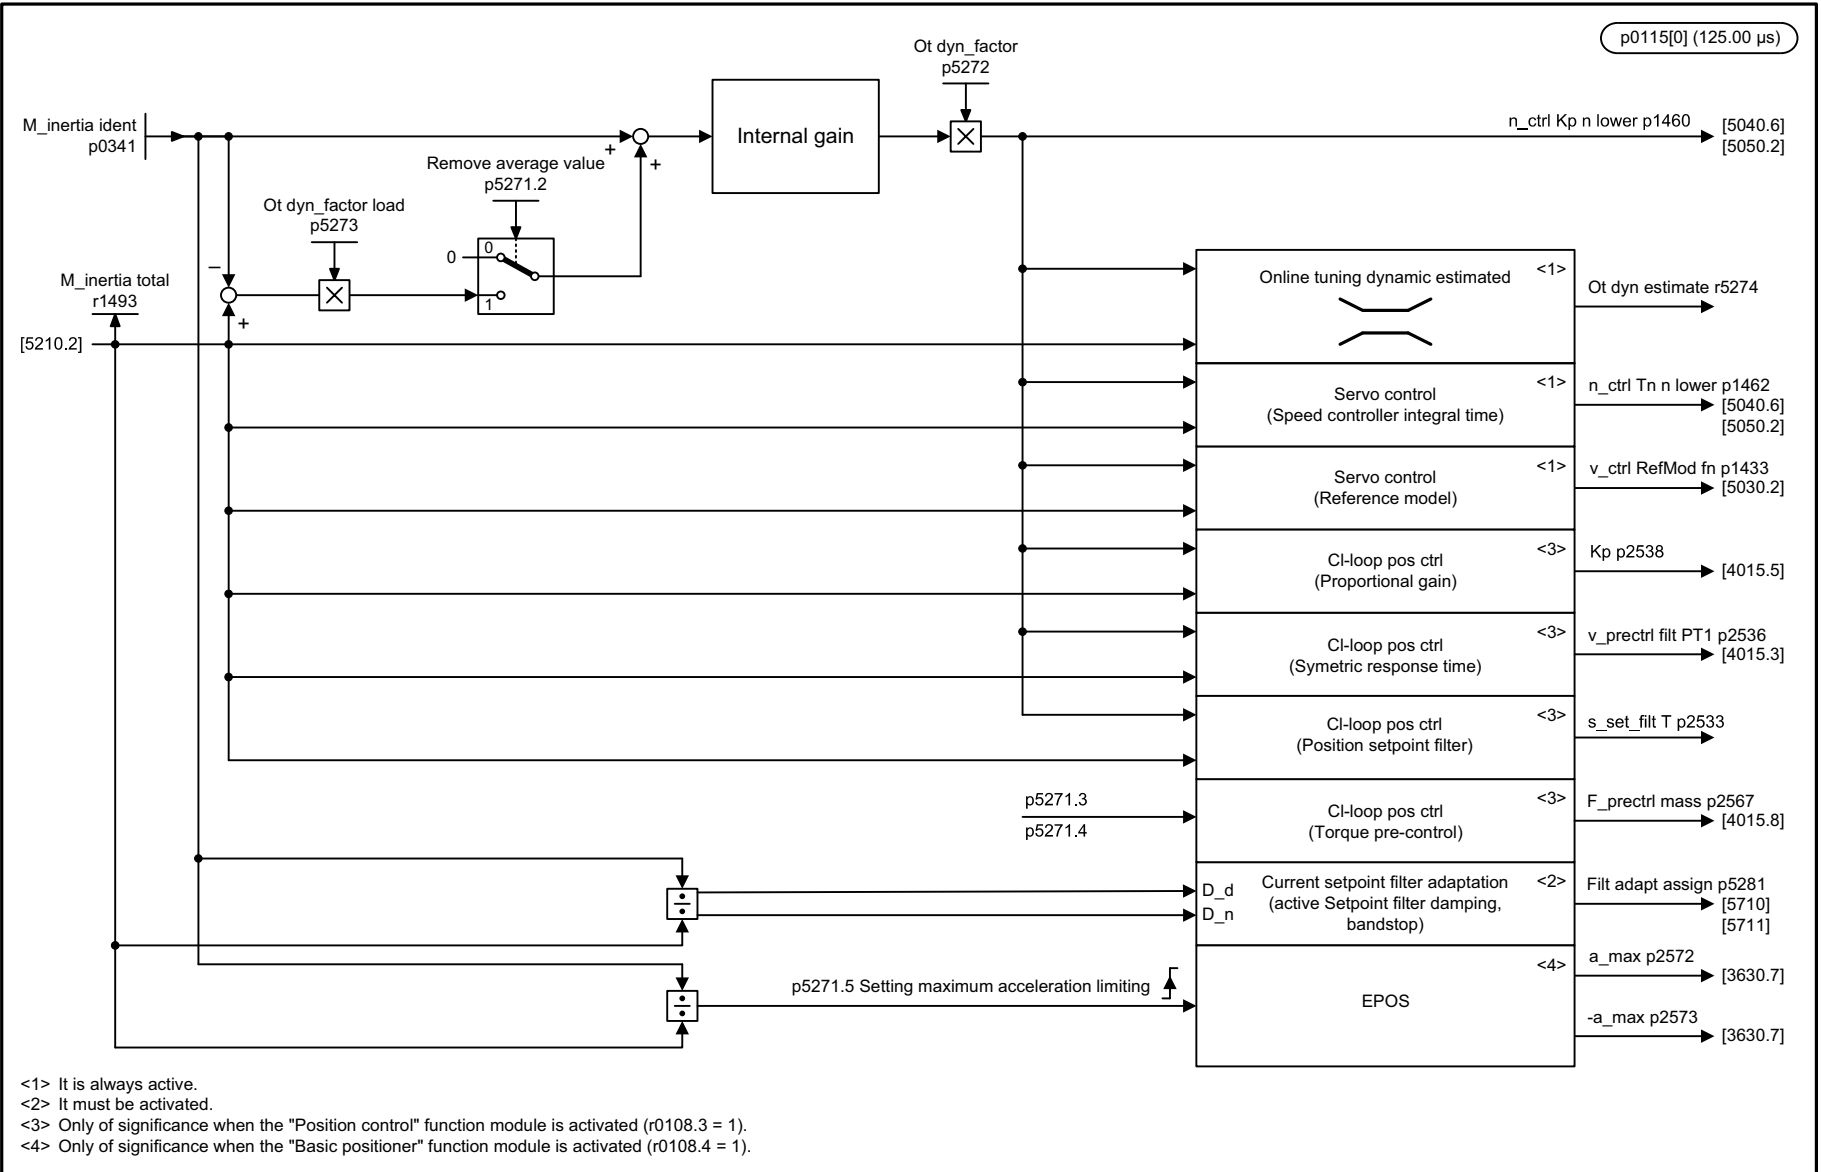 p0115[0] (125.00 µs)
Ot dyn_factor
p5272
M_inertia ident
p0341
+
+
Internal gain
×
n_ctrl Kp n lower p1460
[5040.6]
[5050.2]
Remove average value
p5271.2
Ot dyn_factor load
p5273
0
0
1
–
+
×
M_inertia total
r1493
[5210.2]
Online tuning dynamic estimated
<1>
Ot dyn estimate r5274
Servo control
(Speed controller integral time)
<1>
n_ctrl Tn n lower p1462
[5040.6]
[5050.2]
Servo control
(Reference model)
<1>
v_ctrl RefMod fn p1433
[5030.2]
Cl-loop pos ctrl
(Proportional gain)
<3>
Kp p2538
[4015.5]
Cl-loop pos ctrl
(Symetric response time)
<3>
v_prectrl filt PT1 p2536
[4015.3]
Cl-loop pos ctrl
(Position setpoint filter)
<3>
s_set_filt T p2533
p5271.3
p5271.4
Cl-loop pos ctrl
(Torque pre-control)
<3>
F_prectrl mass p2567
[4015.8]
÷
D_d
D_n
Current setpoint filter adaptation
(active Setpoint filter damping,
bandstop)
<2>
Filt adapt assign p5281
[5710]
[5711]
÷
p5271.5 Setting maximum acceleration limiting
EPOS
<4>
a_max p2572
[3630.7]
-a_max p2573
[3630.7]
<1> It is always active.
<2> It must be activated.
<3> Only of significance when the "Position control" function module is activated (r0108.3 = 1).
<4> Only of significance when the "Basic positioner" function module is activated (r0108.4 = 1).